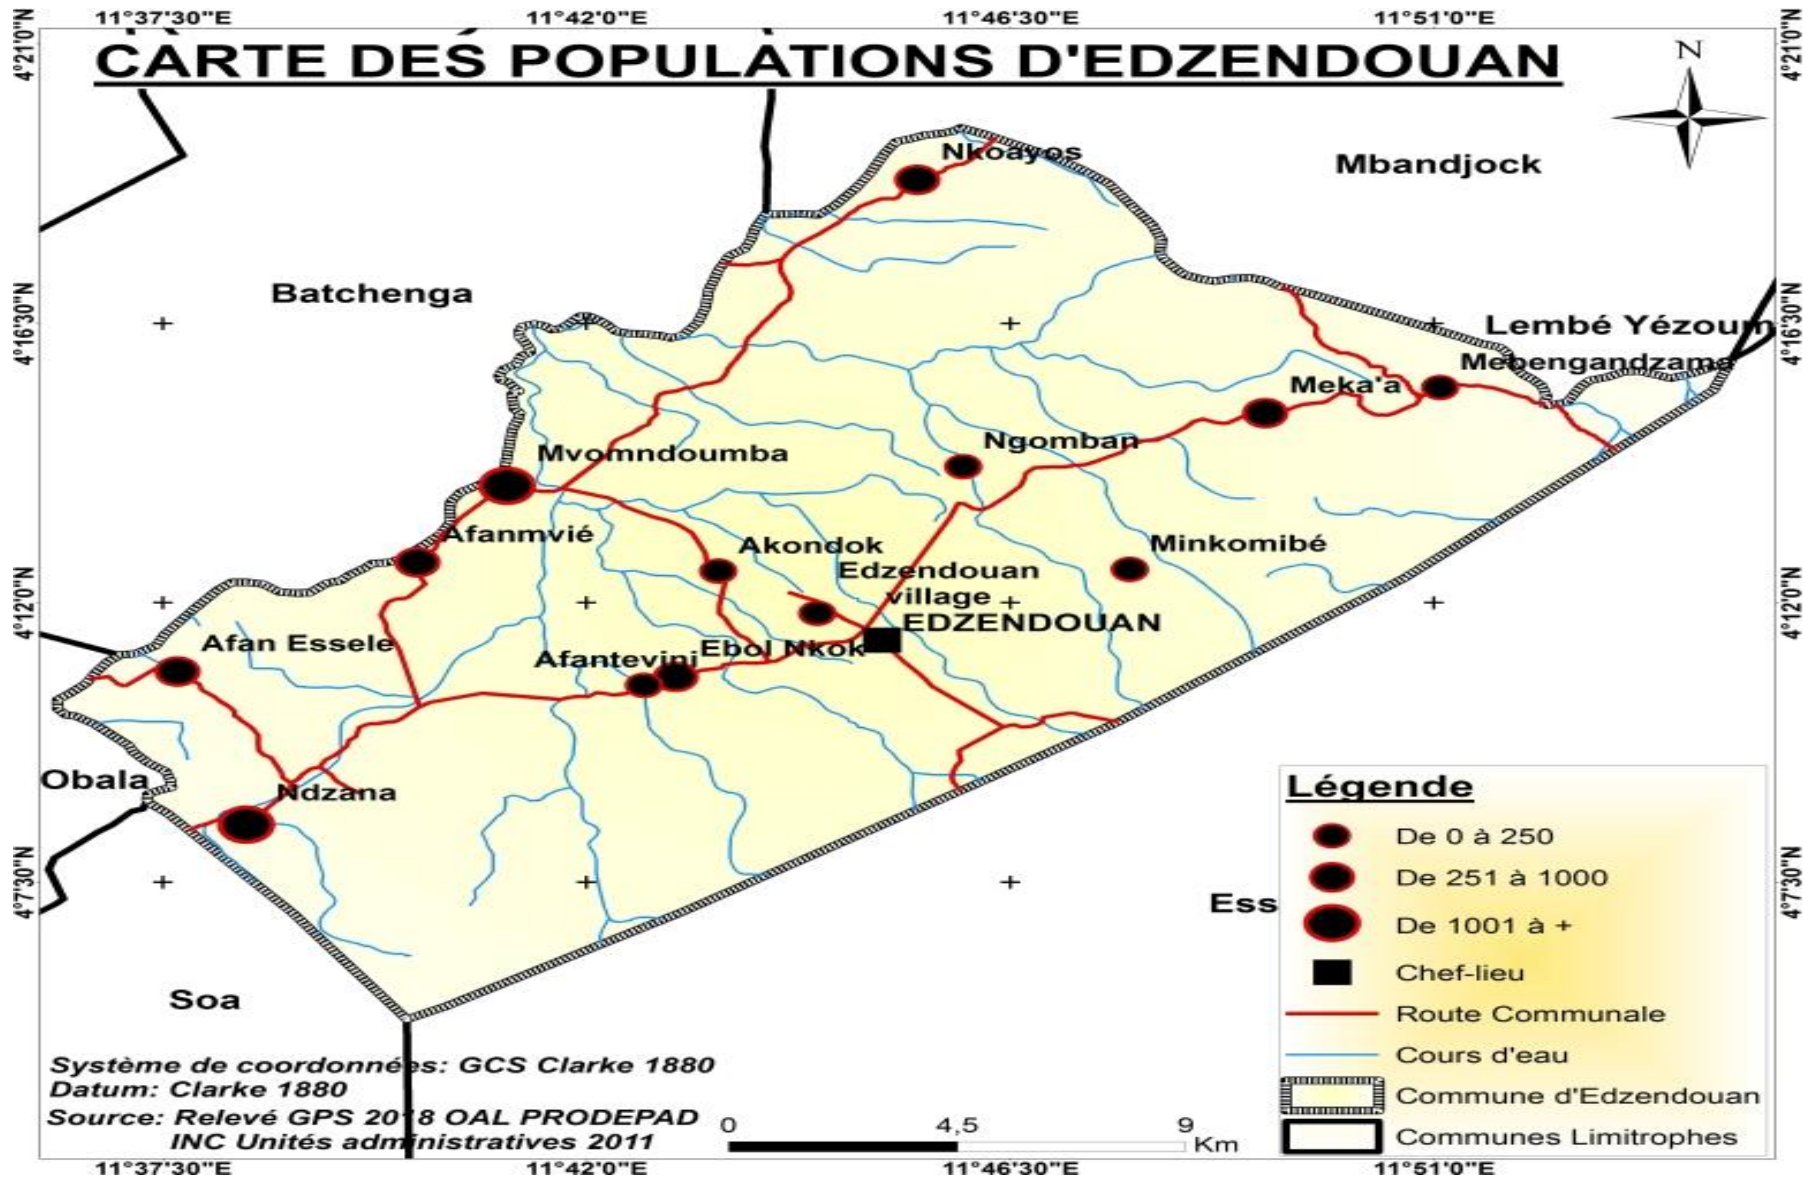 11°37'30"E 11°42'0"E 11°46'30"E 11°51'0"E
4°21'0"N
4°21'0"N
CARTE DES POPULATIONS D'EDZENDOUAN
N
Nkoayos
Mbandjock
Batchenga
4°16'30"N
4°16'30"N
Lembé Yézoum
Mebengandzama
Meka'a
Ngomban
Mvomndoumba
Afanmvié
Akondok
Minkomibé
Edzendouan
village
4°12'0"N
4°12'0"N
EDZENDOUAN
Afan Essele
Ebol Nkok
Afantevini
Obala
Ndzana
4°7'30"N
4°7'30"N
Ess
Soa
Légende
De 0 à 250
De 251 à 1000
De 1001 à +
Chef-lieu
Route Communale
Cours d'eau
Commune d'Edzendouan
Communes Limitrophes
Système de coordonnées: GCS Clarke 1880
Datum: Clarke 1880
Source: Relevé GPS 2018 OAL PRODEPAD
INC Unités administratives 2011
0 4,5 9
Km
11°37'30"E 11°42'0"E 11°46'30"E 11°51'0"E